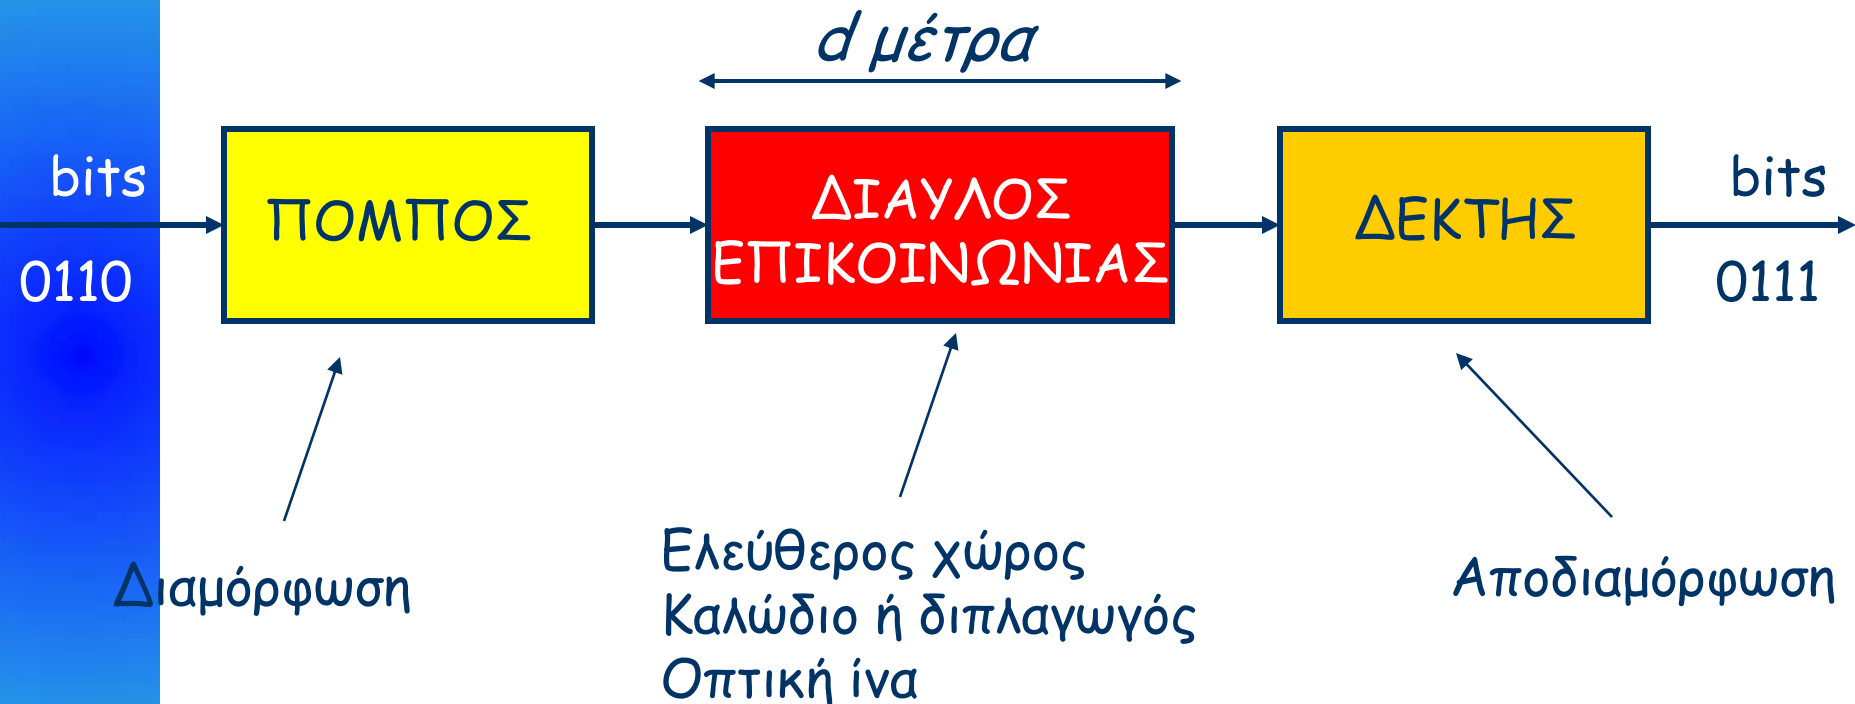 d μέτρα
bits
0110
ΠΟΜΠΟΣ
ΔΙΑΥΛΟΣ
ΕΠΙΚΟΙΝΩΝΙΑΣ
ΔΕΚΤΗΣ
bits
0111
Διαμόρφωση
Ελεύθερος χώρος
Καλώδιο ή διπλαγωγός
Οπτική ίνα
Αποδιαμόρφωση